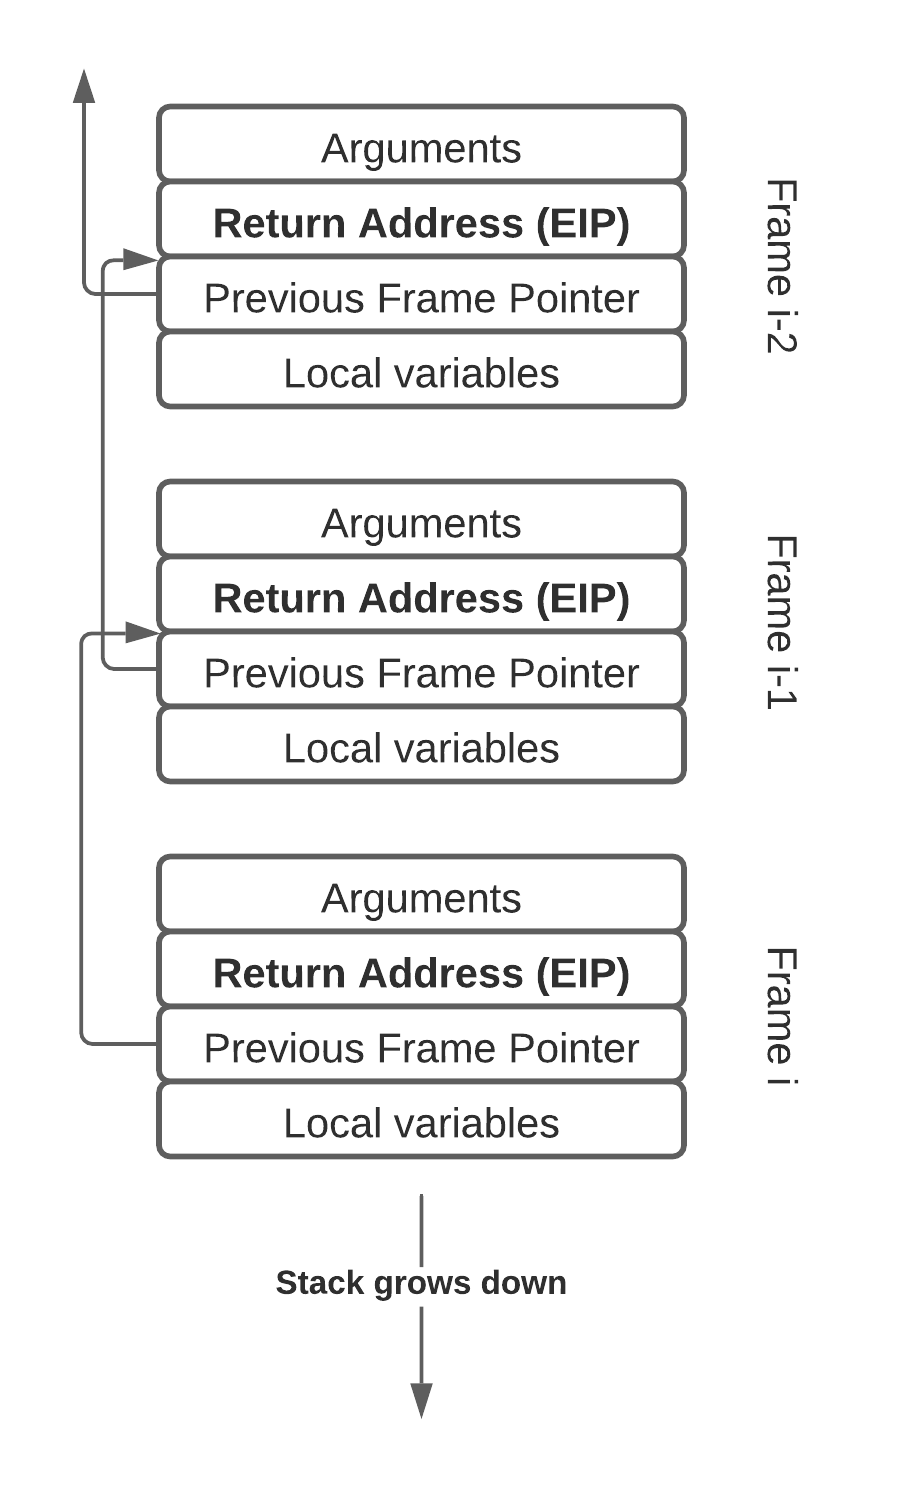 Arguments
Return Address (EIP)
Previous Frame Pointer
Local variables
Frame i-2
Arguments
Return Address (EIP)
Previous Frame Pointer
Local variables
Frame i-1
Arguments
Return Address (EIP)
Previous Frame Pointer
Local variables
Frame i
Stack grows down